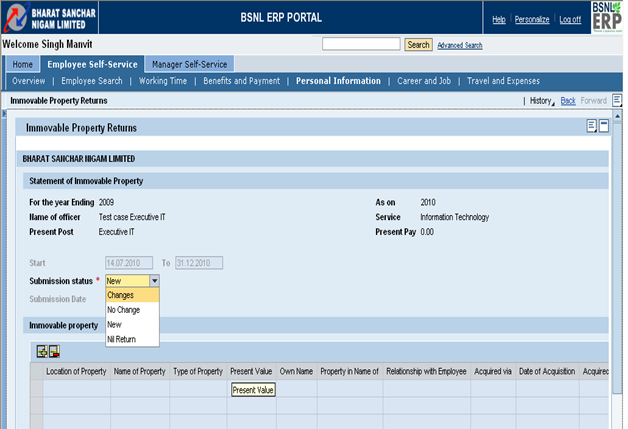 BHARAT SANCHAR
NIGAM LIMITED
BSNL ERP PORTAL
Help | Personalize | Log off
BSNL
ERP
Welcome Singh Manvit
Search Advanced Search
Home Employee Self-Service Manager Self-Service
Overview | Employee Search | Working Time | Benefits and Payment | Personal Information | Career and Job | Travel and Expenses
Immovable Property Returns
| History Back Forward
Immovable Property Returns
BHARAT SANCHAR NIGAM LIMITED
Statement of Immovable Property
For the year Ending 2009 As on 2010
Name of officer Test case Executive IT Service Information Technology
Present Post Executive IT Present Pay 0.00
Start 14.07.2010 To 31.12.2010
Submission status * New
Changes
Submission Date
No Change
New
Immovable property
Nil Return
Location of Property Name of Property Type of Property Present Value Own Name Property in Name of Relationship with Employee Acquired via Date of Acquisition Acquired
Present Value